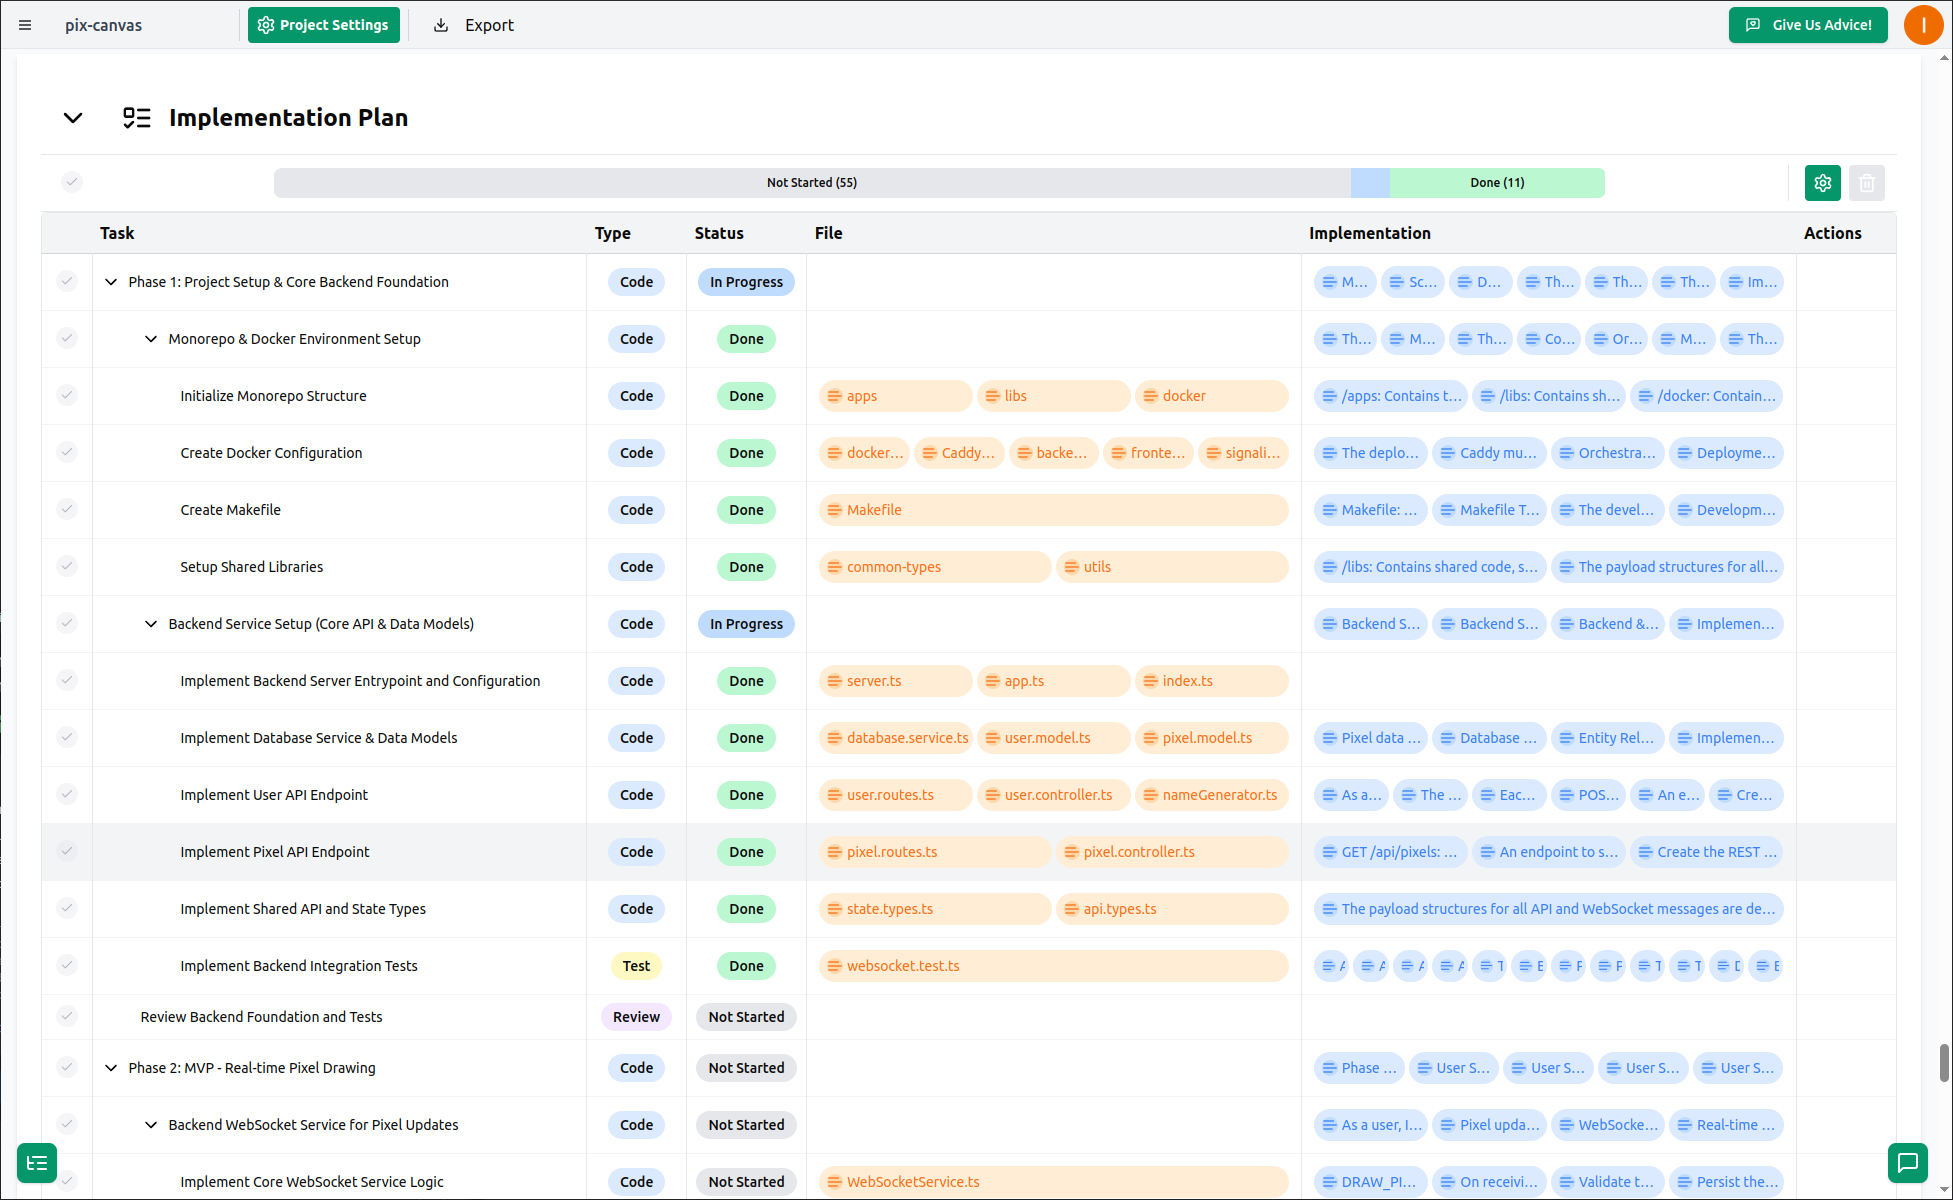 pix-canvas Project Settings Export Give Us Advice! I
Implementation Plan
Not Started (55) Done (11)
Task Type Status File Implementation Actions
Phase 1: Project Setup & Core Backend Foundation Code In Progress M... Sc... D... Th... Th... Th... Im...
Monorepo & Docker Environment Setup Code Done Th... M... Th... Co... Or... M... Th...
Initialize Monorepo Structure Code Done apps libs docker /apps: Contains t... /libs: Contains sh... /docker: Contain...
Create Docker Configuration Code Done docker... Caddy... backe... fronte... signali... The deplo... Caddy mu... Orchestra... Deployme...
Create Makefile Code Done Makefile Makefile: ... Makefile T... The devel... Developm...
Setup Shared Libraries Code Done common-types utils /libs: Contains shared code, s... The payload structures for all...
Backend Service Setup (Core API & Data Models) Code In Progress Backend S... Backend S... Backend &... Implemen...
Implement Backend Server Entrypoint and Configuration Code Done server.ts app.ts index.ts
Implement Database Service & Data Models Code Done database.service.ts user.model.ts pixel.model.ts Pixel data ... Database ... Entity Rel... Implemen...
Implement User API Endpoint Code Done user.routes.ts user.controller.ts nameGenerator.ts As a... The ... Eac... POS... An e... Cre...
Implement Pixel API Endpoint Code Done pixel.routes.ts pixel.controller.ts GET /api/pixels: ... An endpoint to s... Create the REST ...
Implement Shared API and State Types Code Done state.types.ts api.types.ts The payload structures for all API and WebSocket messages are de...
Implement Backend Integration Tests Test Done websocket.test.ts
Review Backend Foundation and Tests Review Not Started
Phase 2: MVP - Real-time Pixel Drawing Code Not Started Phase ... User S... User S... User S... User S...
Backend WebSocket Service for Pixel Updates Code Not Started As a user, I... Pixel upda... WebSocke... Real-time ...
Implement Core WebSocket Service Logic Code Not Started WebSocketService.ts DRAW_PI... On receivi... Validate t... Persist the...